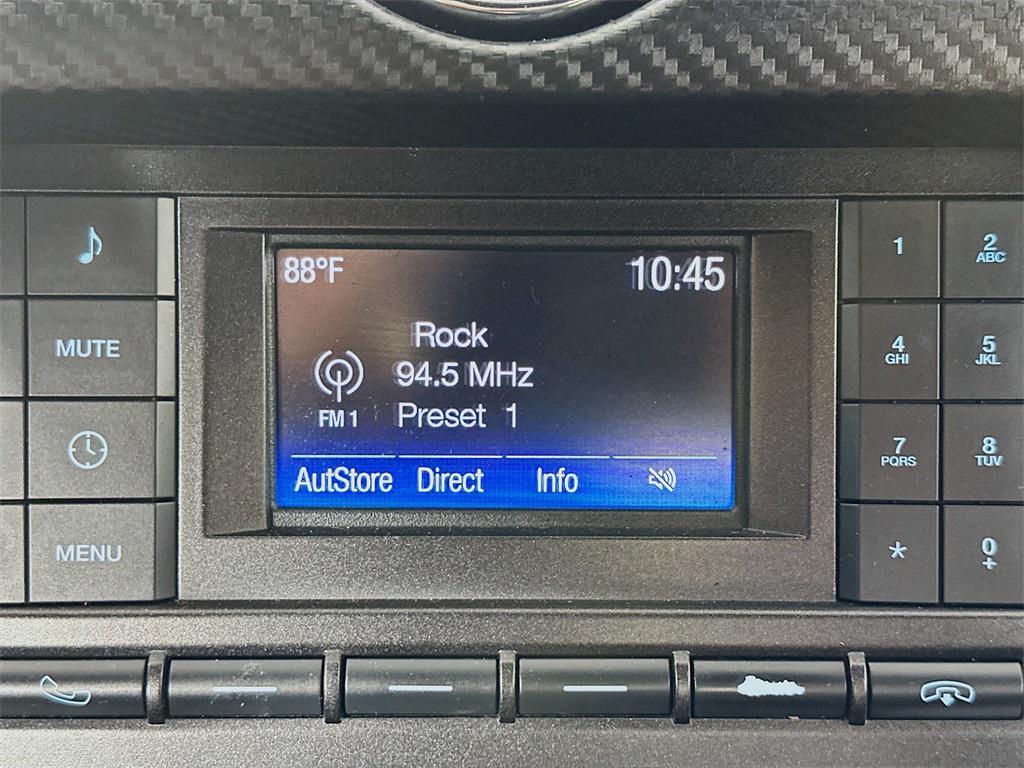 88°F
10:45
Rock
94.5 MHz
FM 1
Preset 1
AutStore
Direct
Info
MUTE
MENU
1
2
ABC
4
GHI
5
JKL
7
PQRS
8
TUV
*
0
+